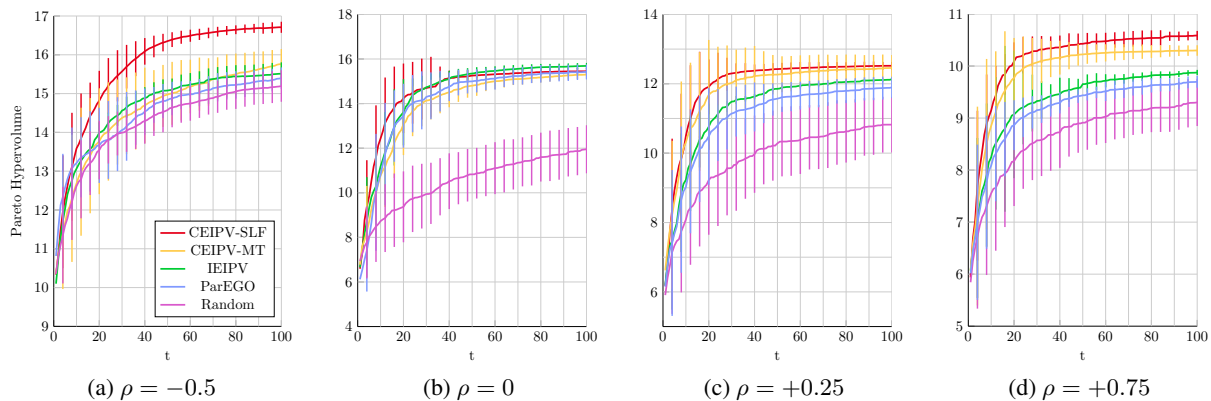 17
16
15
14
13
12
11
10
9
Pareto Hypervolume
CEIPV-SLF
CEIPV-MT
IEIPV
ParEGO
Random
0 20 40 60 80 100
t
(a) ρ = −0.5
18
16
14
12
10
8
6
4
0 20 40 60 80 100
t
(b) ρ = 0
14
12
10
8
6
0 20 40 60 80 100
t
(c) ρ = +0.25
11
10
9
8
7
6
5
0 20 40 60 80 100
t
(d) ρ = +0.75